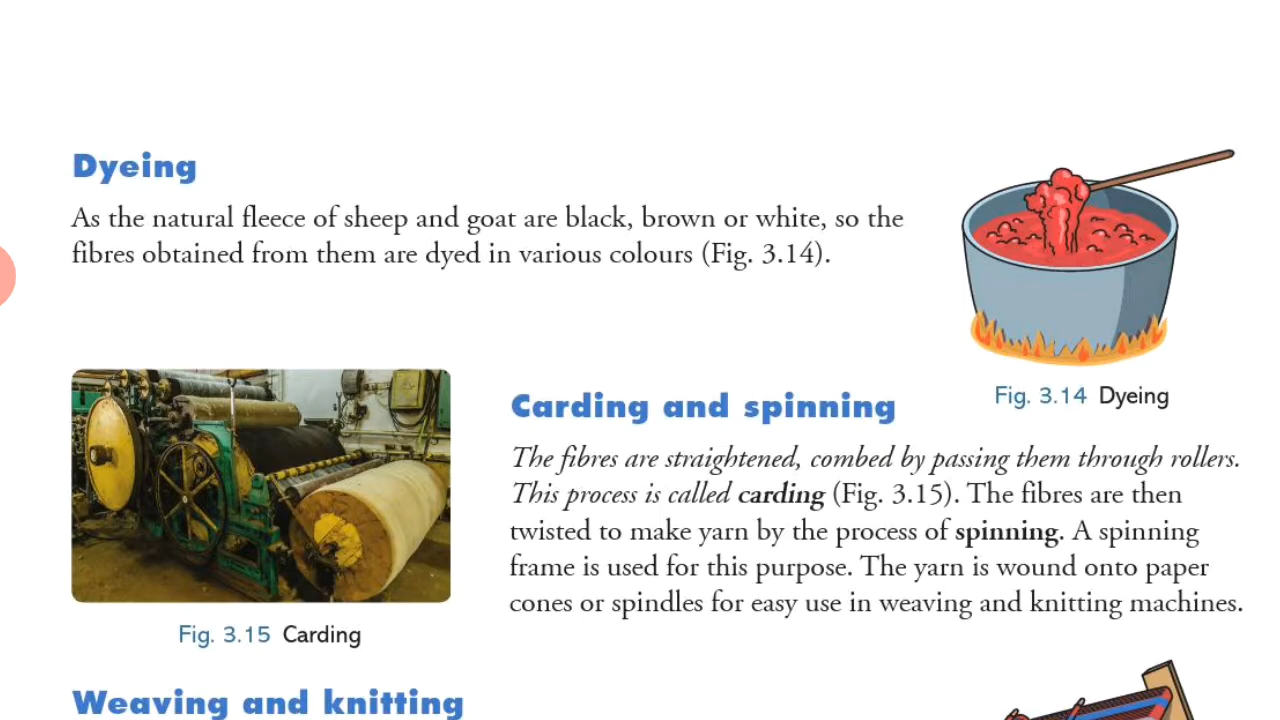 Dyeing
As the natural fleece of sheep and goat are black, brown or white, so the
fibres obtained from them are dyed in various colours (Fig. 3.14).
Fig. 3.14 Dyeing
Carding and spinning
The fibres are straightened, combed by passing them through rollers.
This process is called carding (Fig. 3.15). The fibres are then
twisted to make yarn by the process of spinning. A spinning
frame is used for this purpose. The yarn is wound onto paper
cones or spindles for easy use in weaving and knitting machines.
Fig. 3.15 Carding
Weaving and knitting